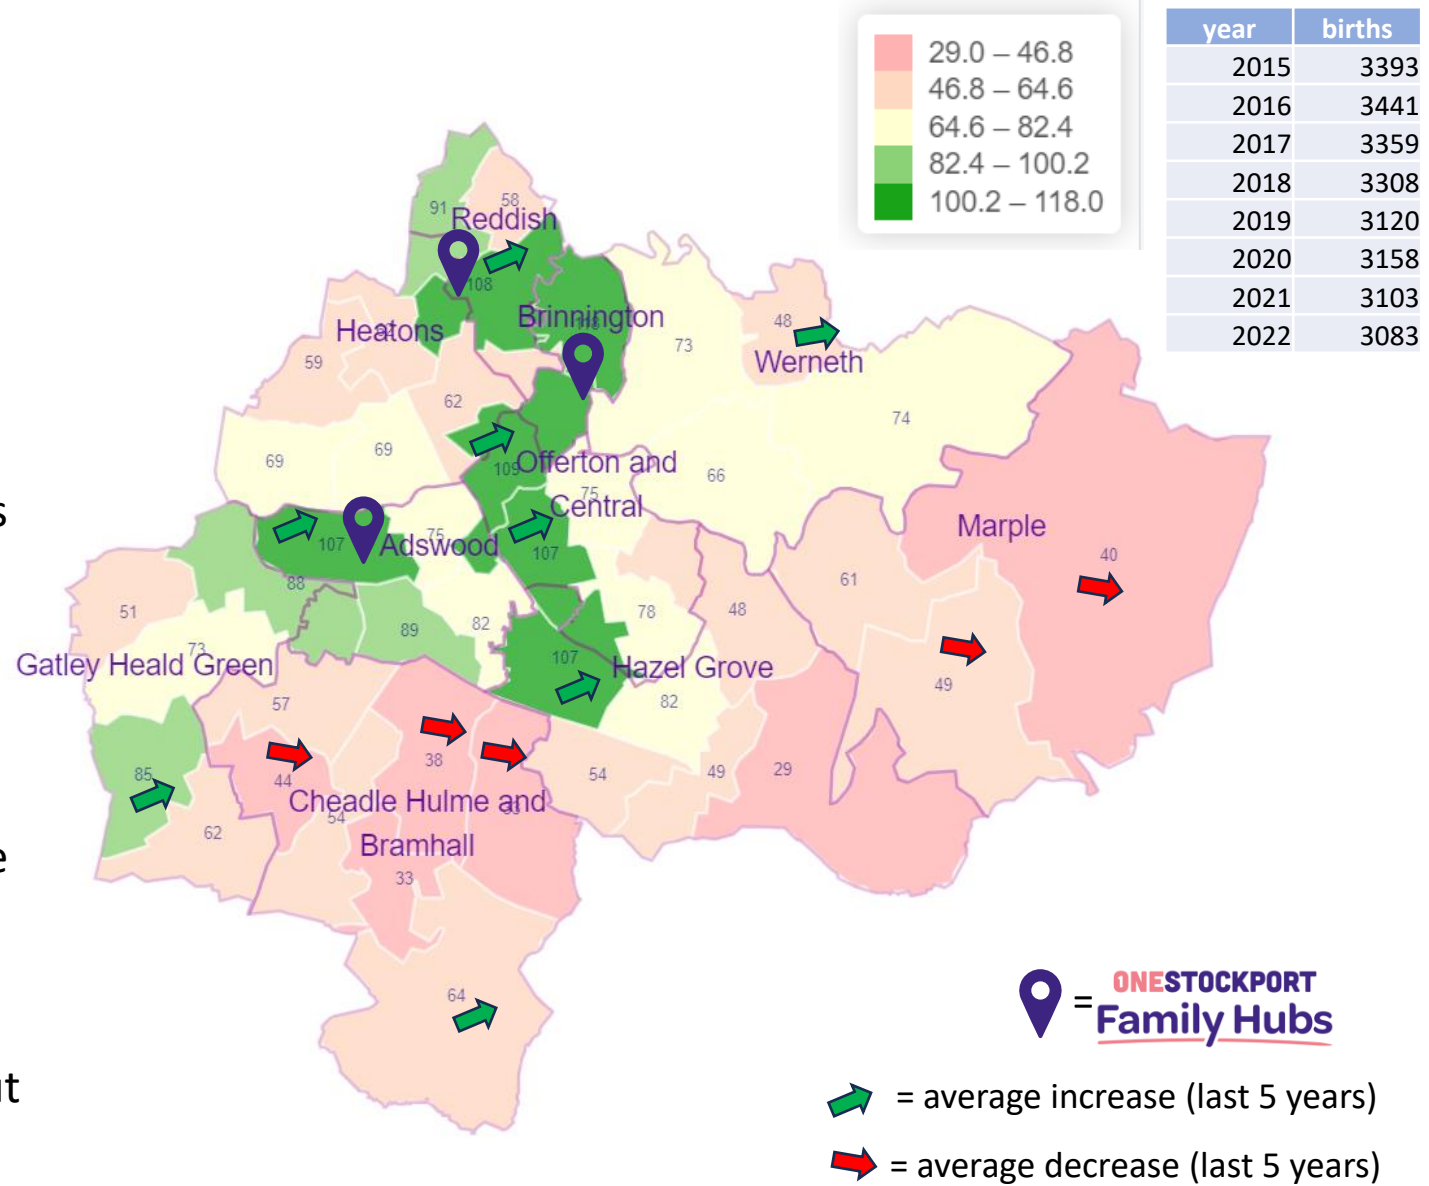 29.0 – 46.8
46.8 – 64.6
64.6 – 82.4
82.4 – 100.2
100.2 – 118.0
year births
2015 3393
2016 3441
2017 3359
2018 3308
2019 3120
2020 3158
2021 3103
2022 3083
91
58
Reddish
108
Brinnington
Heatons
48
73
Werneth
59
62
74
69
69
109
Offerton and
66
75
Central
s
107
Adswood
75
107
Marple
40
88
61
51
89
82
78
48
73
Gatley Heald Green
107
Hazel Grove
49
57
82
38
85
44
54
49
29
Cheadle Hulme and
54
62
Bramhall
e
33
64
= ONESTOCKPORT
Family Hubs
ut
= average increase (last 5 years)
= average decrease (last 5 years)